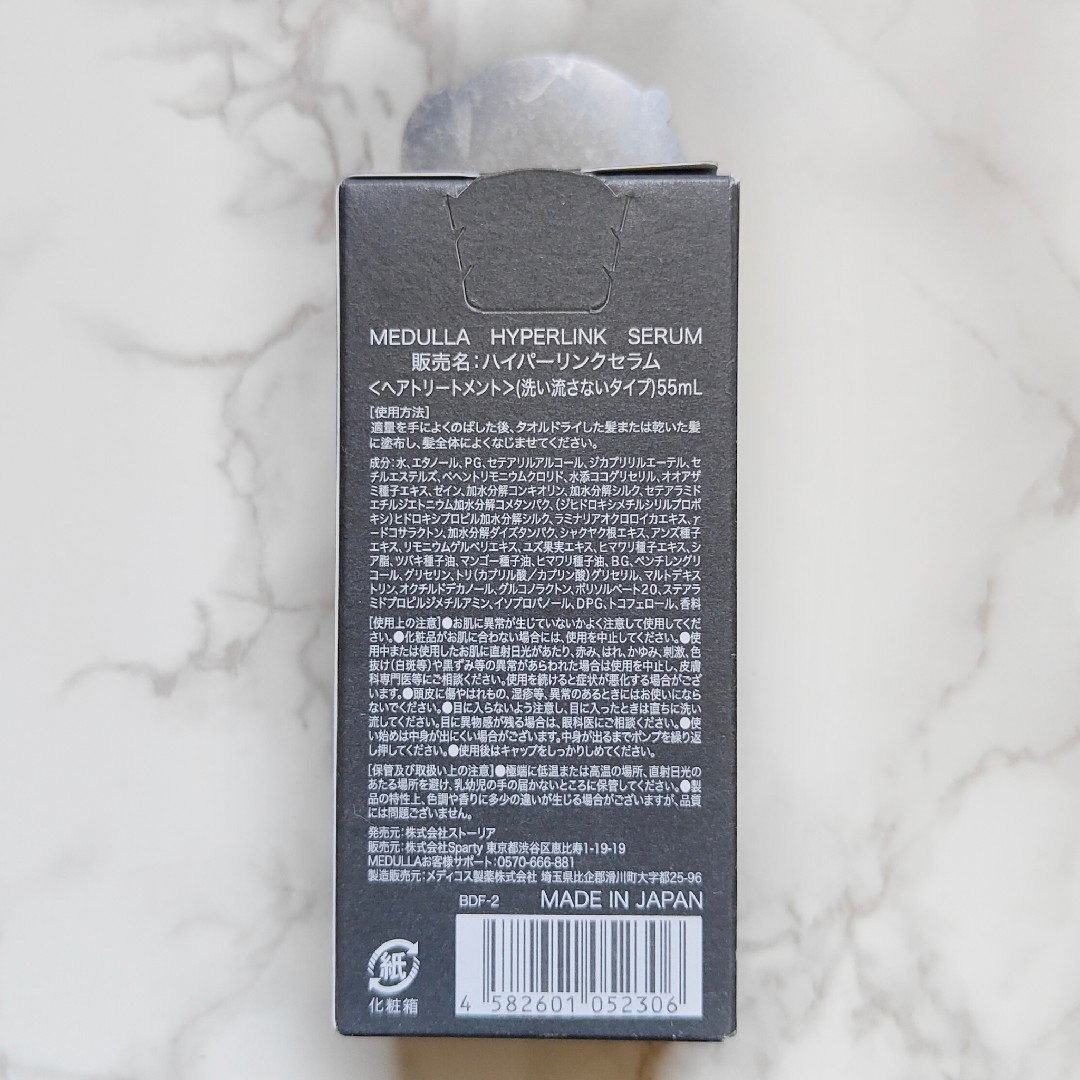 MEDULLA HYPERLINK SERUM
販売名:ハイパーリンクセラム
<ヘアトリートメント>(洗い流さないタイプ)55mL
[使用方法]
適量を手によくのばした後、タオルドライした髪または乾いた髪
に塗布し、髪全体によくなじませてください。
成分:水、エタノール、PG、セテアリルアルコール、ジカプリリルエーテル、セ
チルエステルズ、ベヘントリモニウムクロリド、水添ココグリセリル、オオアザ
ミ種子エキス、ゼイン、加水分解コンキオリン、加水分解シルク、セテアラミド
エチルジエトニウム加水分解コメタンパク、(ジヒドロキシメチルシリルプロポ
キシ)ヒドロキシプロピル加水分解シルク、ラミナリアオクロロイカエキス、γ
ードコサラクトン、加水分解ダイズタンパク、シャクヤク根エキス、アンズ種子
エキス、リモニウムゲルベリエキス、ユズ果実エキス、ヒマワリ種子エキス、シ
ア脂、ツバキ種子油、マンゴー種子油、ヒマワリ種子油、BG、ペンチレングリ
コール、グリセリン、トリ(カプリル酸/カプリン酸)グリセリル、マルトデキス
トリン、オクチルドデカノール、グルコノラクトン、ポリソルベート20、ステアラ
ミドプロピルジメチルアミン、イソプロパノール、DPG、トコフェロール、香料
[使用上の注意]●お肌に異常が生じていないかよく注意して使用してくだ
さい。●化粧品がお肌に合わない場合には、使用を中止してください。●使
用中または使用したお肌に直射日光があたり、赤み、はれ、かゆみ、刺激、色
抜け(白斑等)や黒ずみ等の異常があらわれた場合は使用を中止し、皮膚
科専門医等にご相談ください。使用を続けると症状が悪化する場合がござ
います。●頭皮に傷やはれもの、湿疹等、異常のあるときにはお使いになら
ないでください。●目に入らないよう注意し、目に入ったときは直ちに洗い
流してください。目に異物感が残る場合は、眼科医にご相談ください。●使
い始めは中身が出にくい場合がございます。中身が出るまでポンプを繰り返
し押してください。●使用後はキャップをしっかりしめてください。
[保管及び取扱い上の注意]●極端に低温または高温の場所、直射日光の
あたる場所を避け、乳幼児の手の届かないところに保管してください。●製
品の特性上、色調や香りに多少の違いが生じる場合がございますが、品質
には問題ございません。
発売元:株式会社ストーリア
販売元:株式会社Sparty 東京都渋谷区恵比寿1-19-19
MEDULLAお客様サポート:0570-666-881
製造販売元:メディコス製薬株式会社 埼玉県比企郡滑川町大字都25-96
BDF-2 MADE IN JAPAN
紙
化粧箱
4 582601 052306